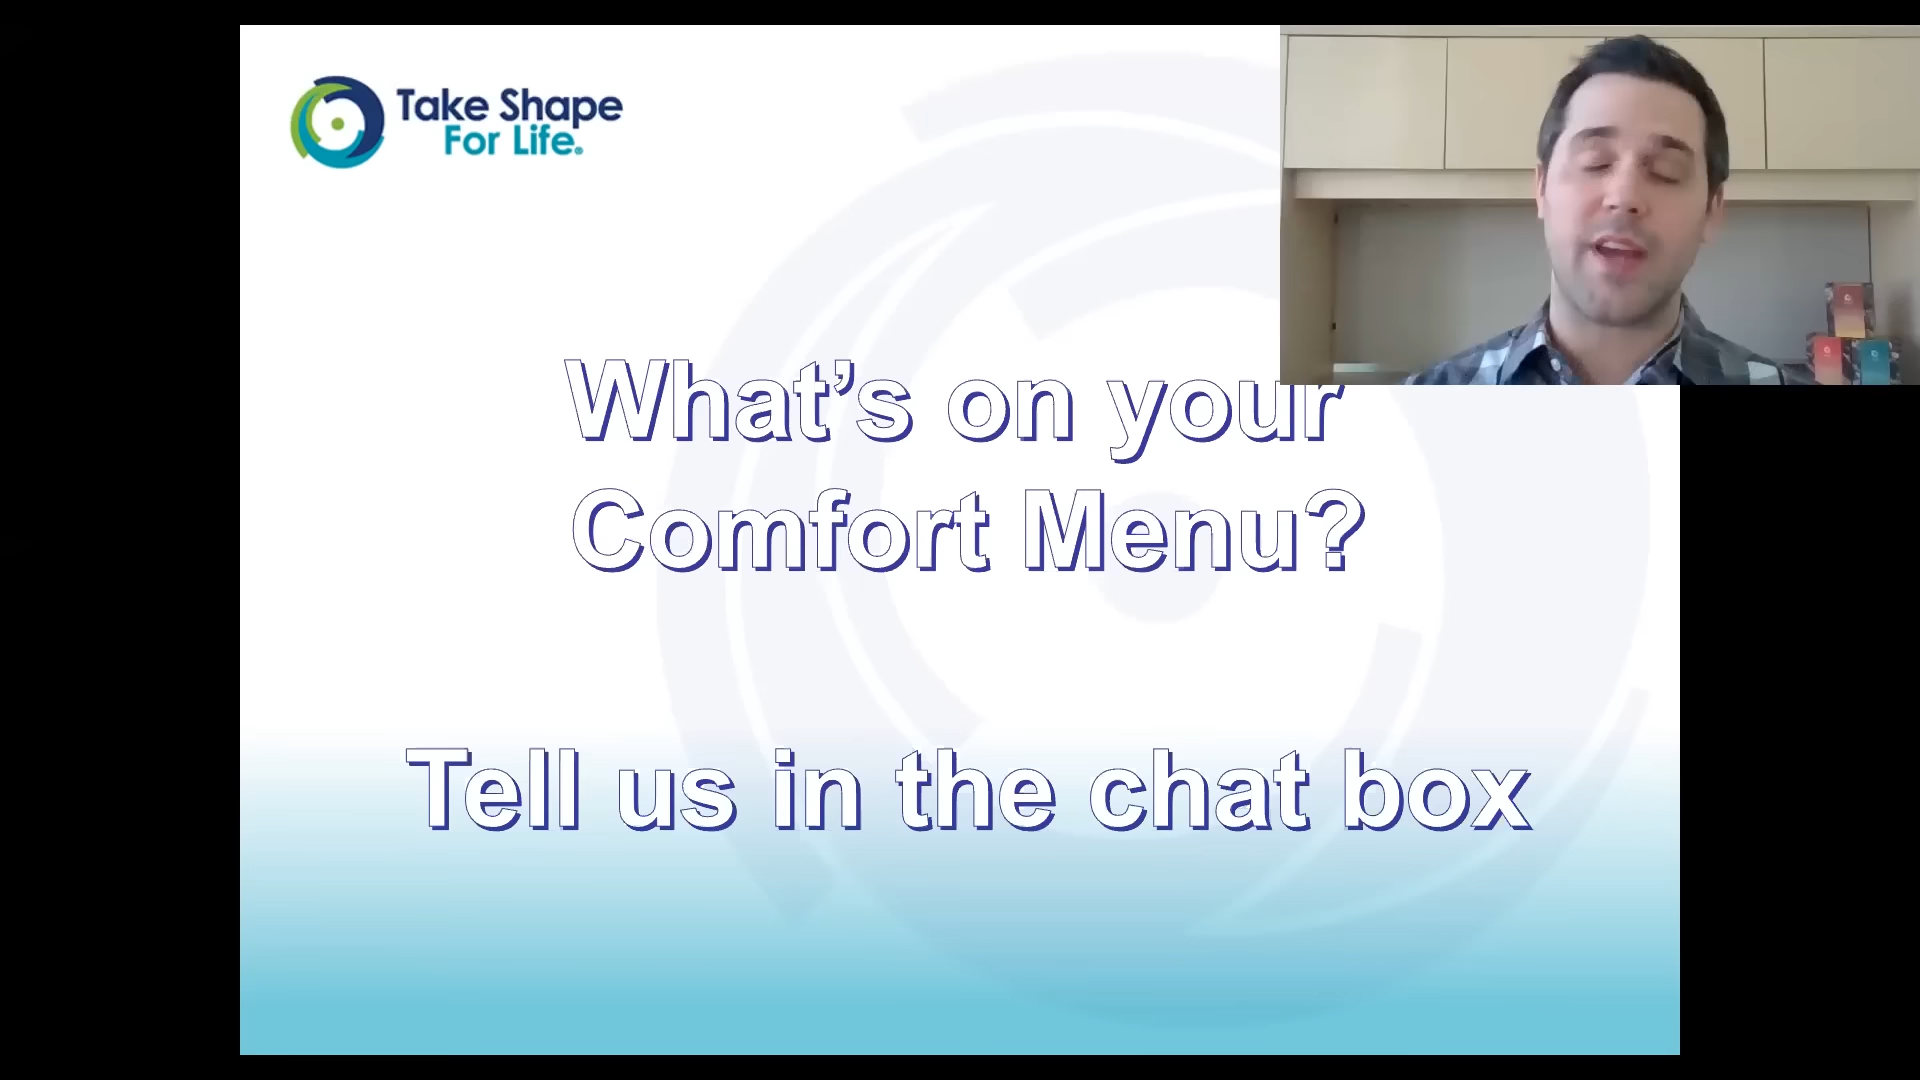 Take Shape
For Life.
What’s on your
Comfort Menu?
Tell us in the chat box